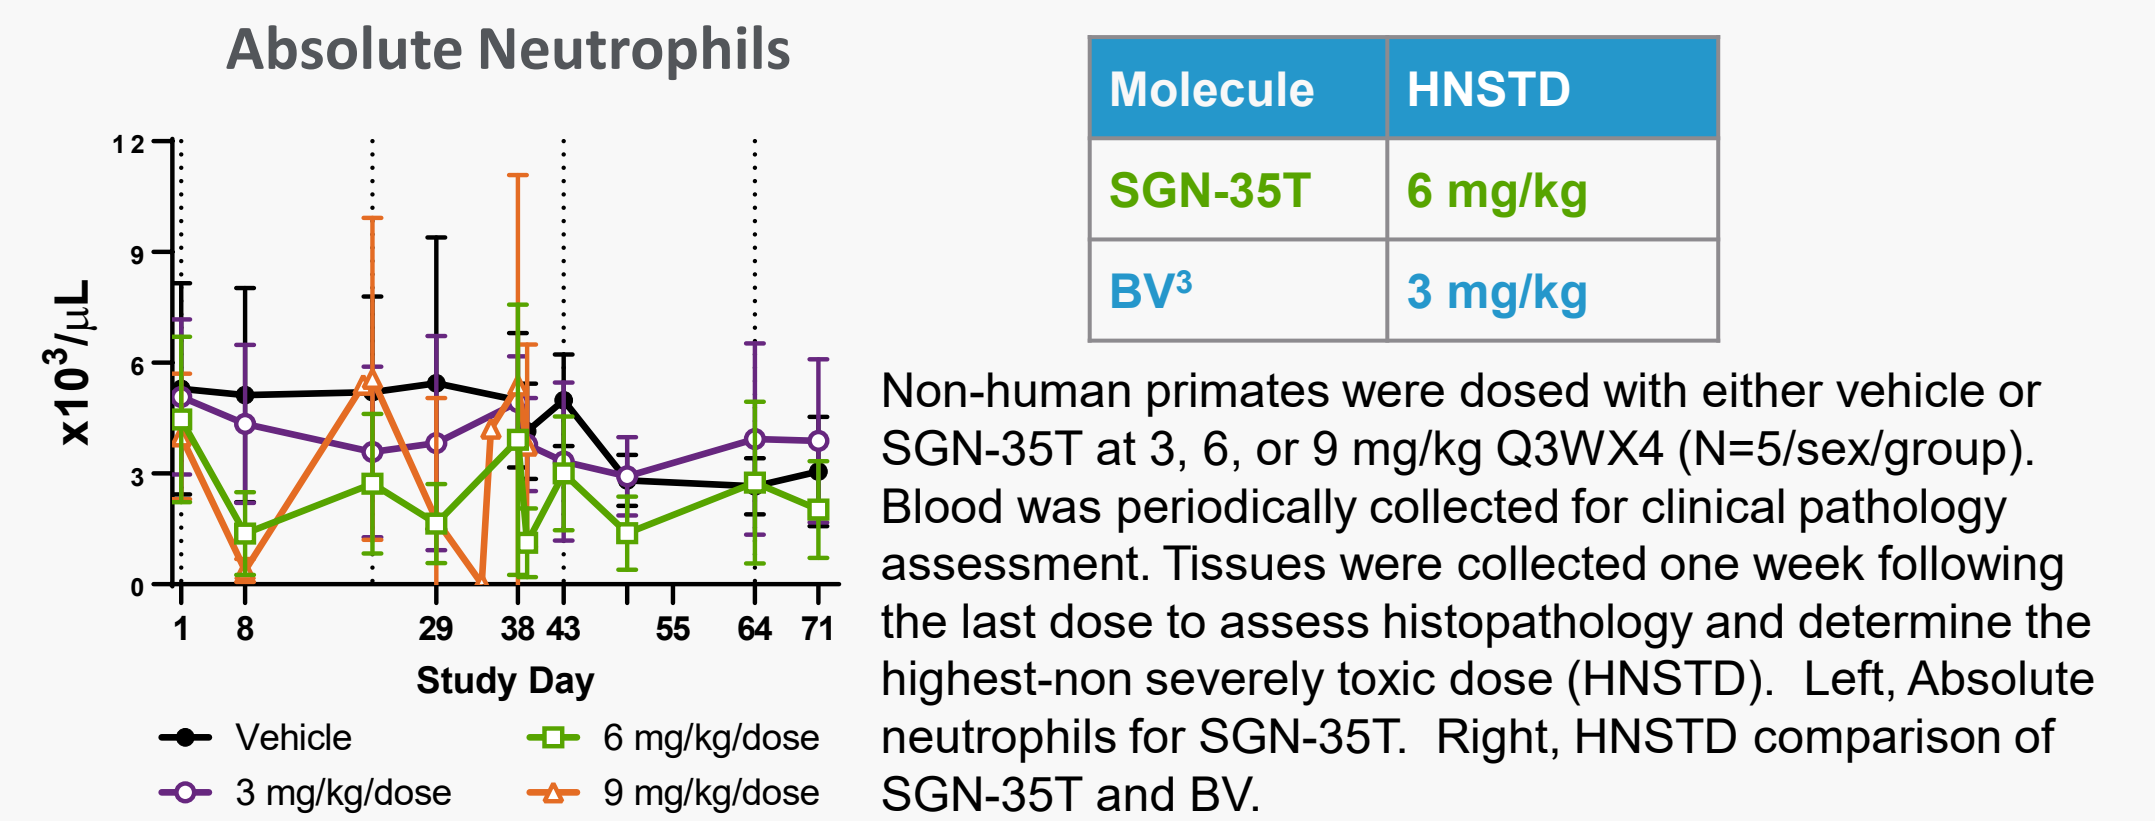 Absolute Neutrophils
x10³/µL
12
9
6
3
0
1 8 29 38 43 55 64 71
Study Day
Vehicle
6 mg/kg/dose
3 mg/kg/dose
9 mg/kg/dose
Molecule HNSTD
SGN-35T 6 mg/kg
BV³ 3 mg/kg
Non-human primates were dosed with either vehicle or
SGN-35T at 3, 6, or 9 mg/kg Q3WX4 (N=5/sex/group).
Blood was periodically collected for clinical pathology
assessment. Tissues were collected one week following
the last dose to assess histopathology and determine the
highest-non severely toxic dose (HNSTD).  Left, Absolute
neutrophils for SGN-35T.  Right, HNSTD comparison of
SGN-35T and BV.